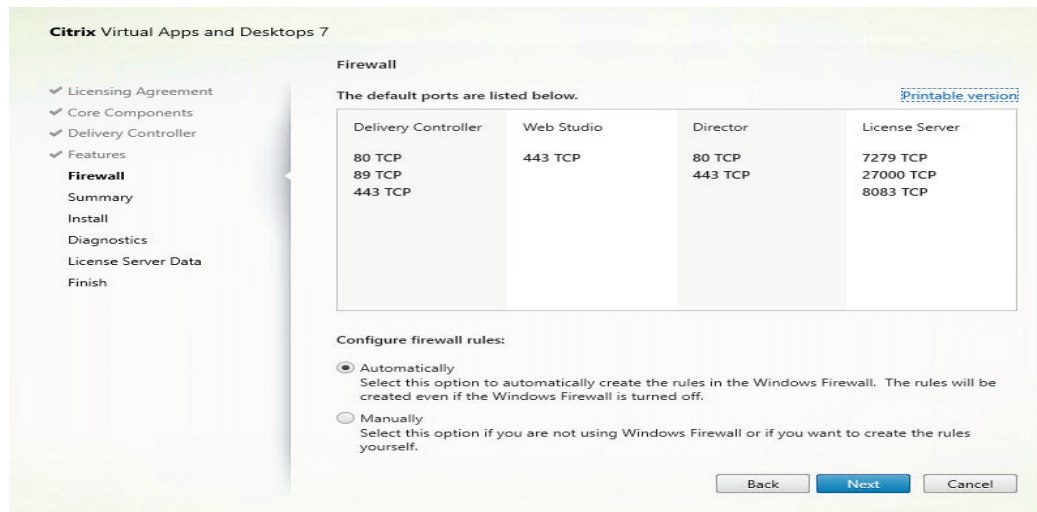 Citrix Virtual Apps and Desktops 7
Licensing Agreement
Core Components
Delivery Controller
Features
Firewall
Summary
Install
Diagnostics
License Server Data
Finish
Firewall
The default ports are listed below.
Printable version
Delivery Controller Web Studio Director License Server
80 TCP 443 TCP 80 TCP 7279 TCP
89 TCP 443 TCP 27000 TCP
443 TCP 8083 TCP
Configure firewall rules:
Automatically
Select this option to automatically create the rules in the Windows Firewall. The rules will be
created even if the Windows Firewall is turned off.
Manually
Select this option if you are not using Windows Firewall or if you want to create the rules
yourself.
Back Next Cancel